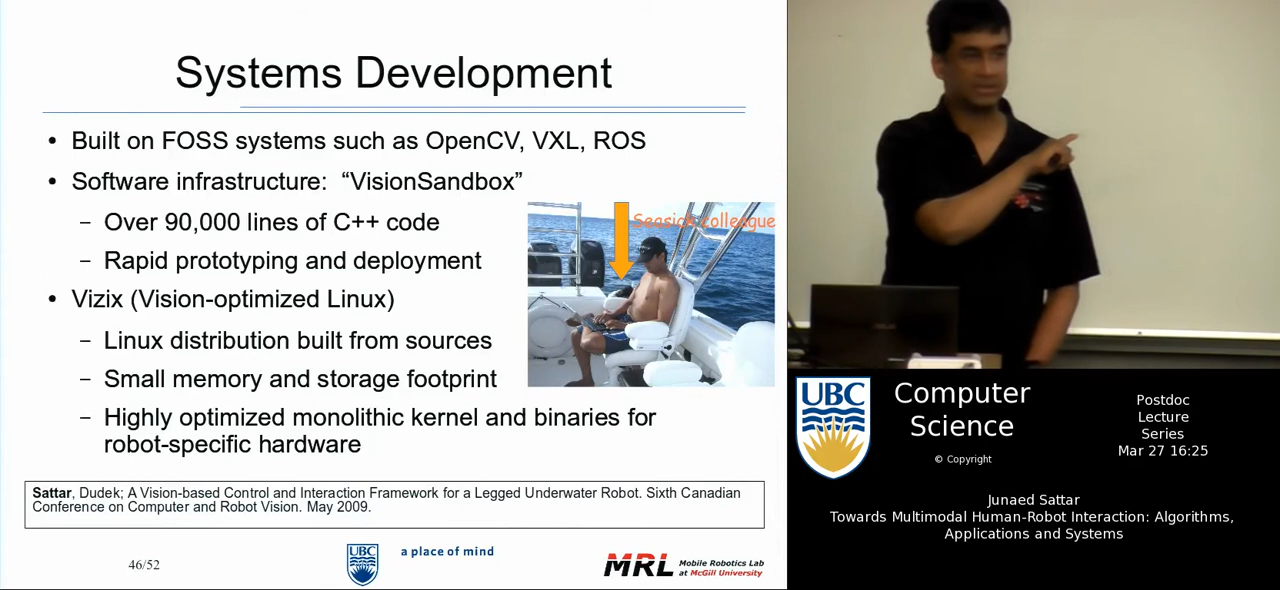 Systems Development
• Built on FOSS systems such as OpenCV, VXL, ROS
• Software infrastructure: “VisionSandbox”
– Over 90,000 lines of C++ code
– Rapid prototyping and deployment
Seasick colleague
• Vizix (Vision-optimized Linux)
– Linux distribution built from sources
– Small memory and storage footprint
– Highly optimized monolithic kernel and binaries for
robot-specific hardware
Sattar, Dudek; A Vision-based Control and Interaction Framework for a Legged Underwater Robot. Sixth Canadian
Conference on Computer and Robot Vision. May 2009.
46/52
UBC
a place of mind
MRL
Mobile Robotics Lab
at McGill University
UBC
Computer
Science
© Copyright
Postdoc
Lecture
Series
Mar 27 16:25
Junaed Sattar
Towards Multimodal Human-Robot Interaction: Algorithms,
Applications and Systems